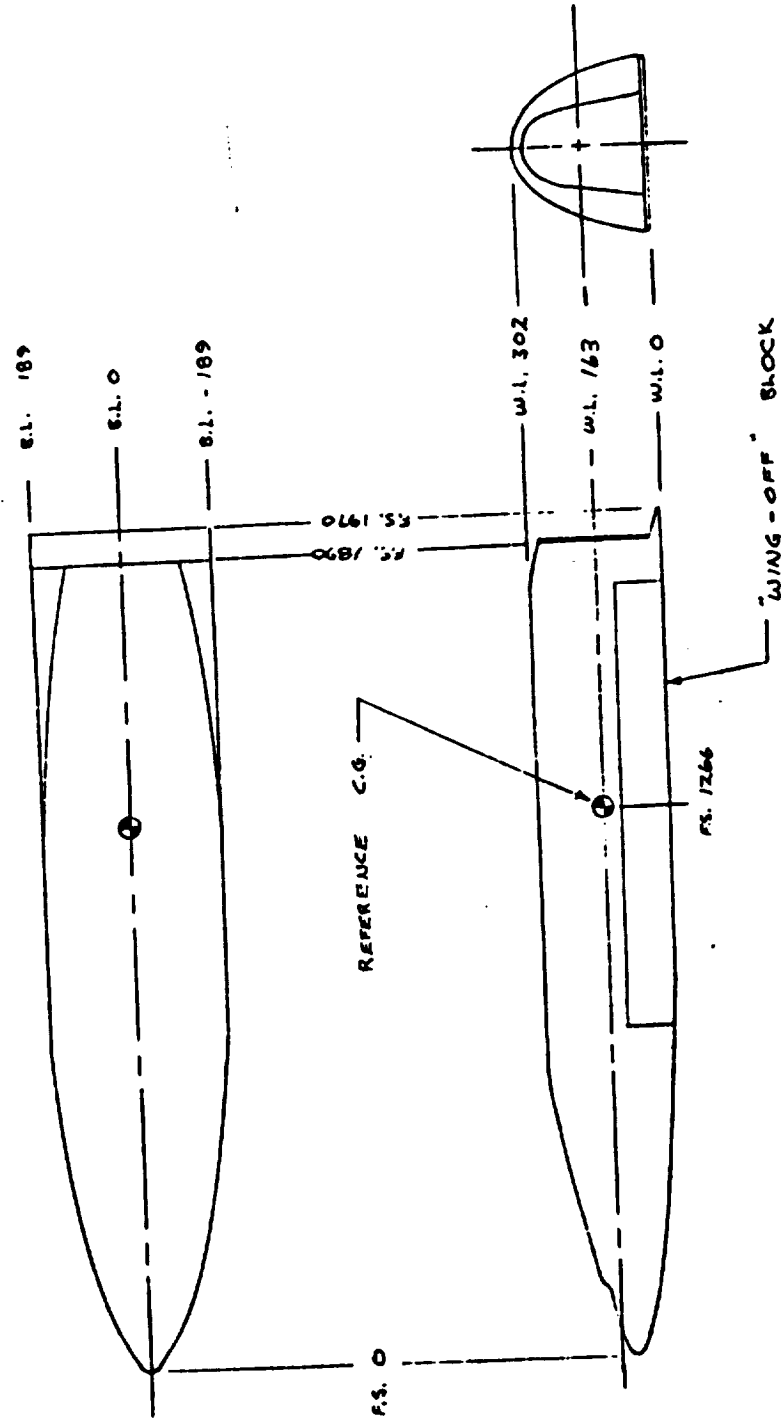 B.L. 189
B.L. 0
B.L. - 189
F.S. 1970
F.S. 1890
W.L. 302
W.L. 163
W.L. 0
REFERENCE C.G.
F.S. 1266
"WING - OFF" BLOCK
F.S. 0